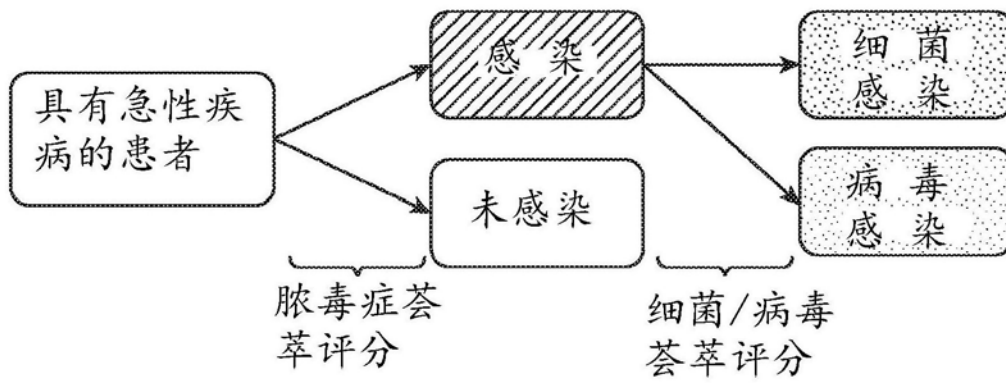 具有急性疾
病的患者
感 染
未感染
细 菌
感 染
病 毒
感 染
脓毒症荟
萃评分
细菌/病毒
荟萃评分